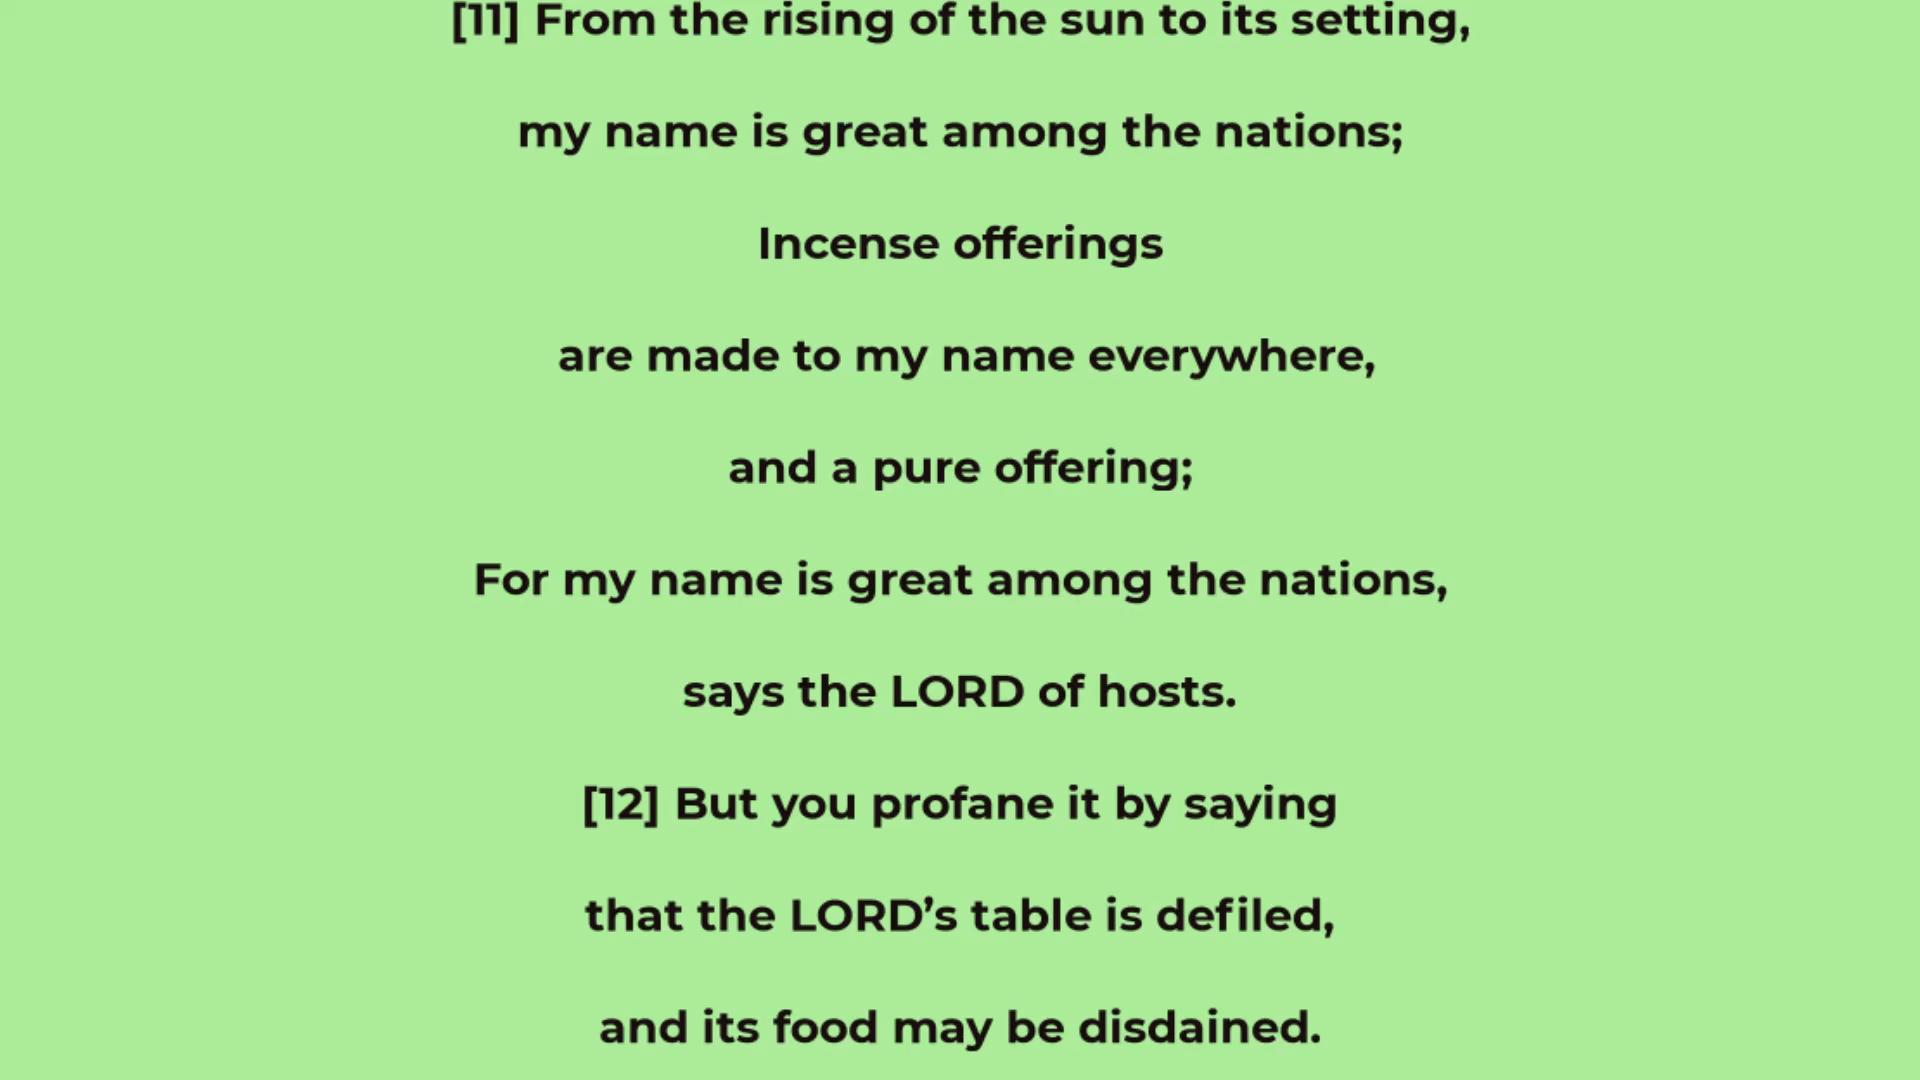 [11] From the rising of the sun to its setting,
my name is great among the nations;
Incense offerings
are made to my name everywhere,
and a pure offering;
For my name is great among the nations,
says the LORD of hosts.
[12] But you profane it by saying
that the LORD’s table is defiled,
and its food may be disdained.